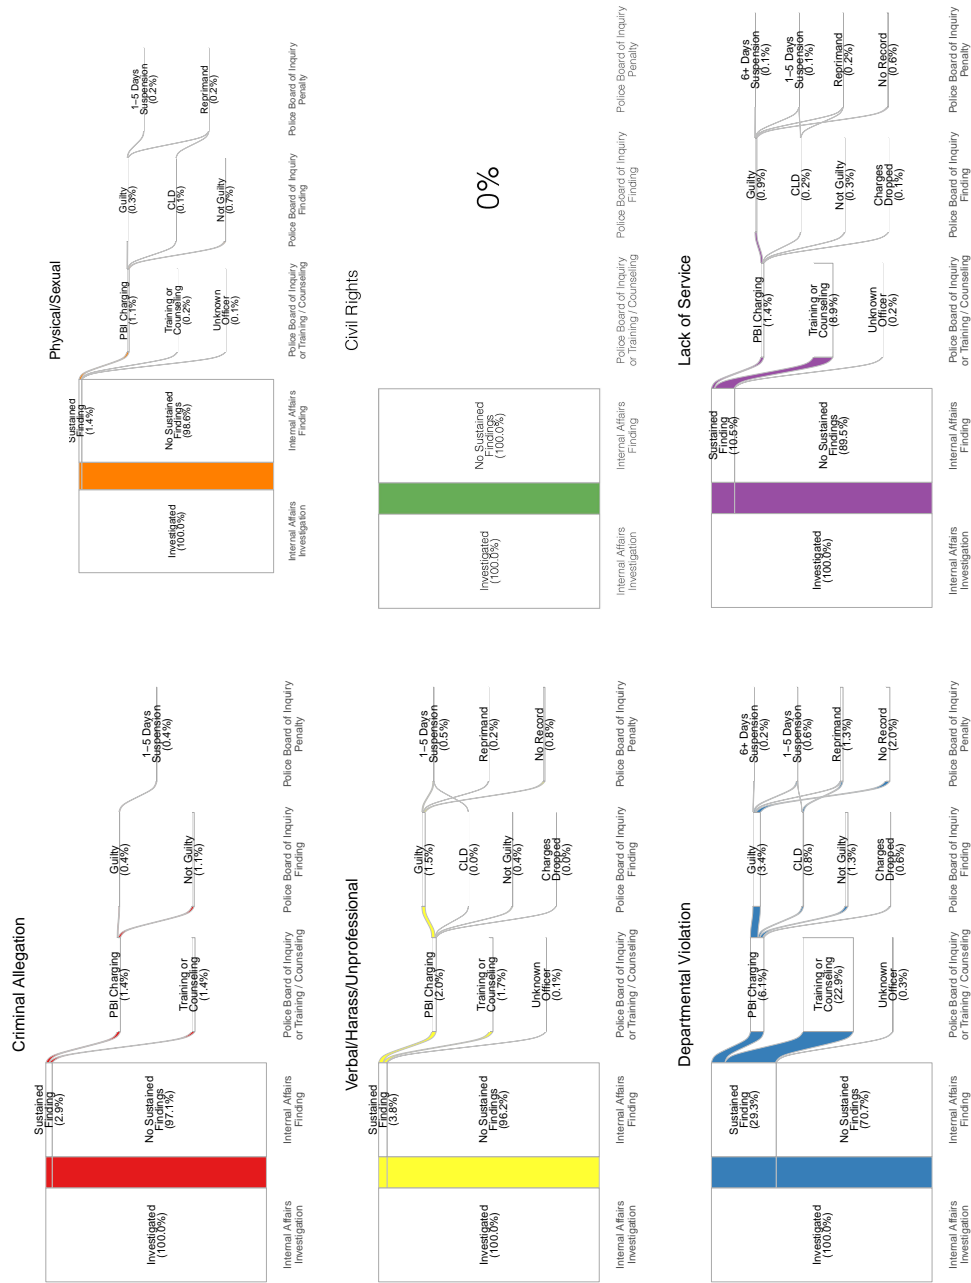 Criminal Allegation
Investigated
(100.0%)
Sustained
Finding
(2.9%)
No Sustained
Findings
(97.1%)
PBI Charging
(1.4%)
Training or
Counseling
(1.4%)
Guilty
(0.4%)
Not Guilty
(1.1%)
1–5 Days
Suspension
(0.4%)
Internal Affairs
Investigation
Internal Affairs
Finding
Police Board of Inquiry
or Training / Counseling
Police Board of Inquiry
Finding
Police Board of Inquiry
Penalty
Physical/Sexual
Investigated
(100.0%)
Sustained
Finding
(1.4%)
No Sustained
Findings
(98.6%)
PBI Charging
(1.1%)
Training or
Counseling
(0.2%)
Unknown
Officer
(0.1%)
Guilty
(0.3%)
CLD
(0.1%)
Not Guilty
(0.7%)
1–5 Days
Suspension
(0.2%)
Reprimand
(0.2%)
Internal Affairs
Investigation
Internal Affairs
Finding
Police Board of Inquiry
or Training / Counseling
Police Board of Inquiry
Finding
Police Board of Inquiry
Penalty
Verbal/Harass/Unprofessional
Investigated
(100.0%)
Sustained
Finding
(3.8%)
No Sustained
Findings
(96.2%)
PBI Charging
(2.0%)
Training or
Counseling
(1.7%)
Unknown
Officer
(0.1%)
Guilty
(1.5%)
CLD
(0.0%)
Not Guilty
(0.4%)
Charges
Dropped
(0.0%)
1–5 Days
Suspension
(0.5%)
Reprimand
(0.2%)
No Record
(0.8%)
Internal Affairs
Investigation
Internal Affairs
Finding
Police Board of Inquiry
or Training / Counseling
Police Board of Inquiry
Finding
Police Board of Inquiry
Penalty
Civil Rights
Investigated
(100.0%)
No Sustained
Findings
(100.0%)
0%
Internal Affairs
Investigation
Internal Affairs
Finding
Police Board of Inquiry
or Training / Counseling
Police Board of Inquiry
Finding
Police Board of Inquiry
Penalty
Departmental Violation
Investigated
(100.0%)
Sustained
Finding
(29.3%)
No Sustained
Findings
(70.7%)
PBI Charging
(6.1%)
Training or
Counseling
(22.9%)
Unknown
Officer
(0.3%)
Guilty
(3.4%)
CLD
(0.8%)
Not Guilty
(1.3%)
Charges
Dropped
(0.6%)
6+ Days
Suspension
(0.2%)
1–5 Days
Suspension
(0.6%)
Reprimand
(1.3%)
No Record
(2.0%)
Internal Affairs
Investigation
Internal Affairs
Finding
Police Board of Inquiry
or Training / Counseling
Police Board of Inquiry
Finding
Police Board of Inquiry
Penalty
Lack of Service
Investigated
(100.0%)
Sustained
Finding
(10.5%)
No Sustained
Findings
(89.5%)
PBI Charging
(1.4%)
Training or
Counseling
(8.9%)
Unknown
Officer
(0.2%)
Guilty
(0.9%)
CLD
(0.2%)
Not Guilty
(0.3%)
Charges
Dropped
(0.1%)
6+ Days
Suspension
(0.1%)
1–5 Days
Suspension
(0.1%)
Reprimand
(0.2%)
No Record
(0.6%)
Internal Affairs
Investigation
Internal Affairs
Finding
Police Board of Inquiry
or Training / Counseling
Police Board of Inquiry
Finding
Police Board of Inquiry
Penalty